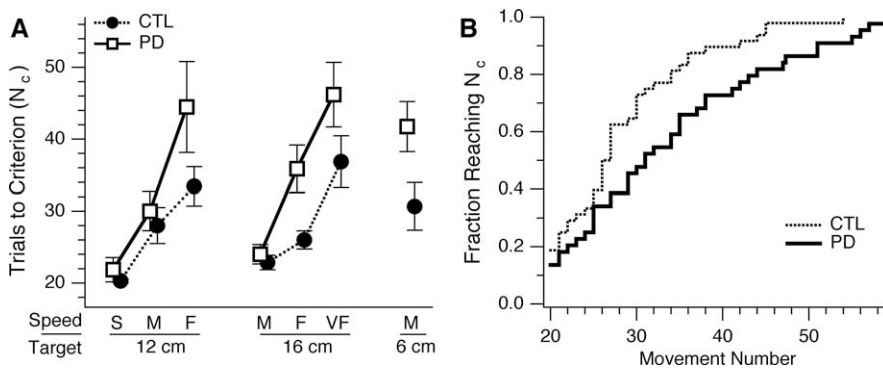 A
CTL
PD
Trials to Criterion (N c)
50
40
30
20
Speed S M F M F VF M
Target 12 cm 16 cm 6 cm
B
Fraction Reaching N c
1.0
0.8
0.6
0.4
0.2
0.0
CTL
PD
20 30 40 50
Movement Number